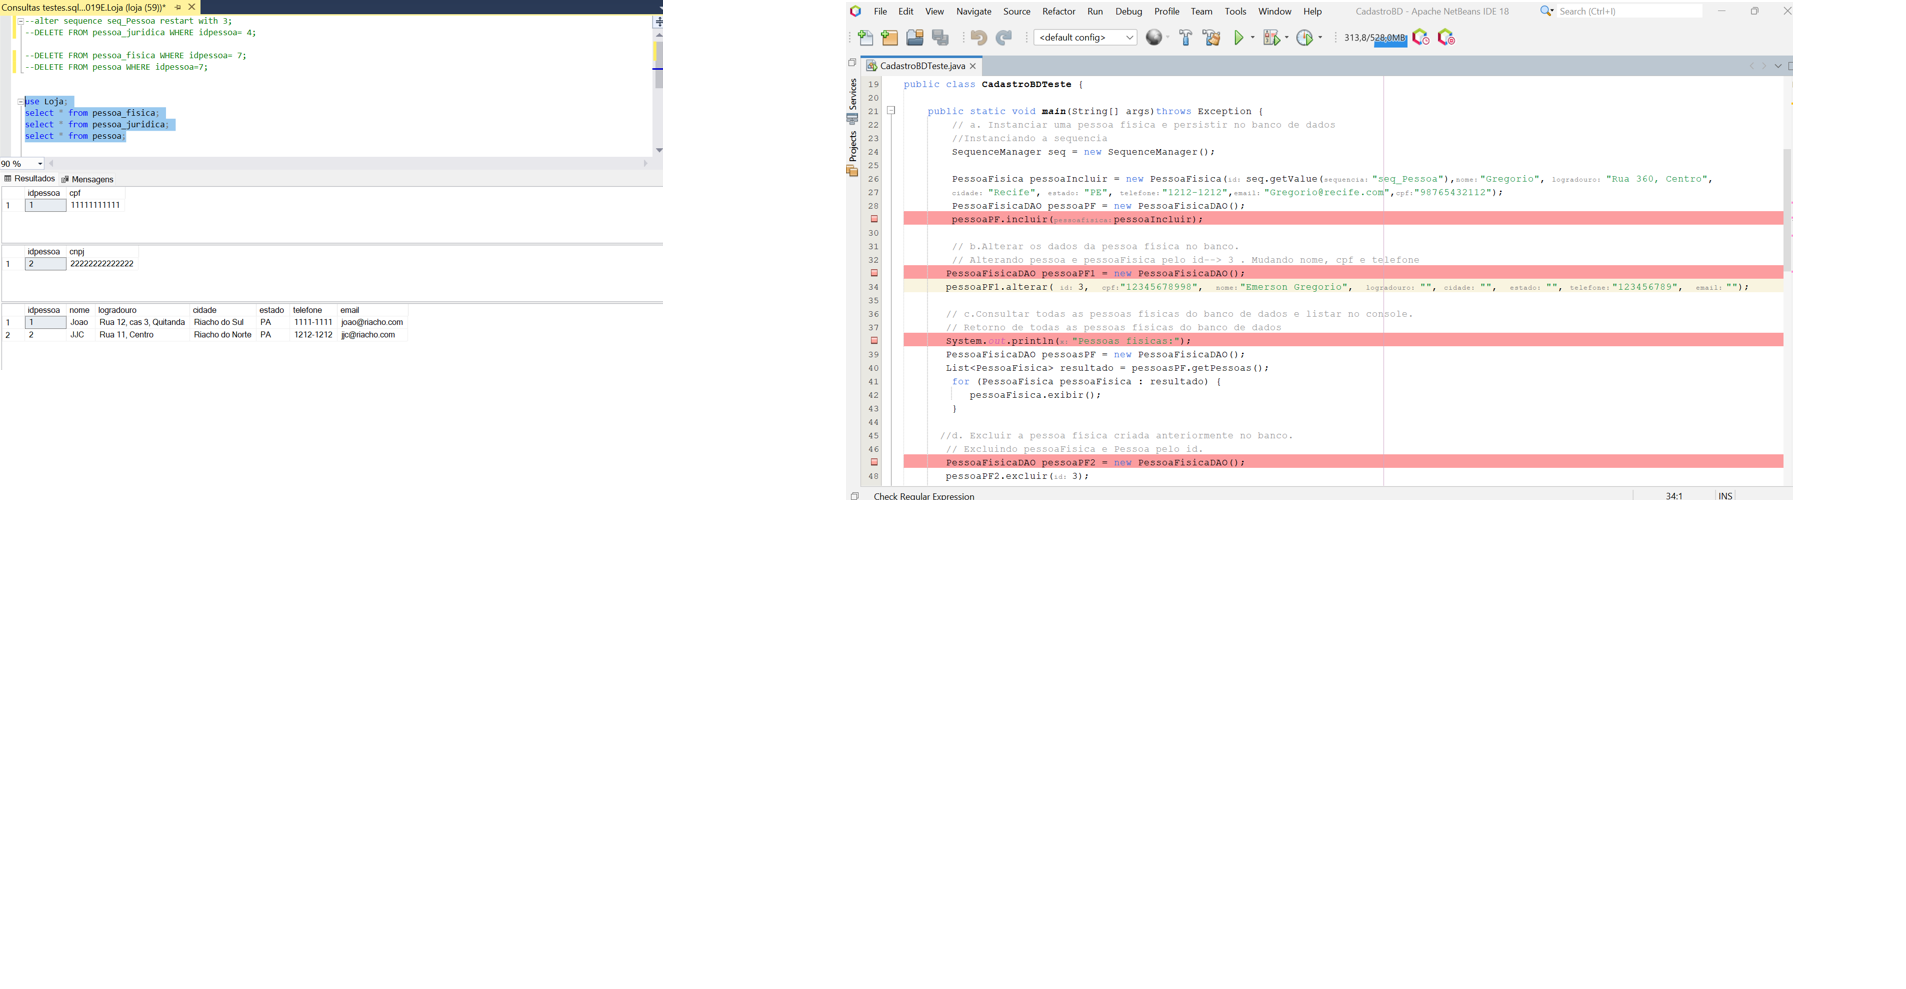 Consultas testes.sql...019E.Loja (loja (59))*
--alter sequence seq_Pessoa restart with 3;
--DELETE FROM pessoa_juridica WHERE idpessoa= 4;
--DELETE FROM pessoa_fisica WHERE idpessoa= 7;
--DELETE FROM pessoa WHERE idpessoa=7;
use Loja;
select * from pessoa_fisica;
select * from pessoa_juridica;
select * from pessoa;
90 %
Resultados Mensagens
idpessoa cpf
1 1 11111111111
idpessoa cnpj
1 2 22222222222222
idpessoa nome logradouro cidade estado telefone email
1 1 Joao Rua 12, cas 3, Quitanda Riacho do Sul PA 1111-1111 joao@riacho.com
2 2 JJC Rua 11, Centro Riacho do Norte PA 1212-1212 jjc@riacho.com
File Edit View Navigate Source Refactor Run Debug Profile Team Tools Window Help CadastroBD - Apache NetBeans IDE 18 Search (Ctrl+I)
<default config> 313,8/528,0MB
CadastroBDTeste.java
Services
Projects
19 public class CadastroBDTeste {
20
21 public static void main(String[] args)throws Exception {
22 // a. Instanciar uma pessoa física e persistir no banco de dados
23 //Instanciando a sequencia
24 SequenceManager seq = new SequenceManager();
25
26 PessoaFisica pessoaIncluir = new PessoaFisica(id: seq.getValue(sequencia: "seq_Pessoa"),nome: "Gregorio", logradouro: "Rua 360, Centro",
27 cidade: "Recife", estado: "PE", telefone: "1212-1212",email: "Gregorio@recife.com",cpf: "98765432112");
28 PessoaFisicaDAO pessoaPF = new PessoaFisicaDAO();
pessoaPF.incluir(pessoafisica: pessoaIncluir);
30
31 // b.Alterar os dados da pessoa física no banco.
32 // Alterando pessoa e pessoaFisica pelo id--> 3 . Mudando nome, cpf e telefone
PessoaFisicaDAO pessoaPF1 = new PessoaFisicaDAO();
34 pessoaPF1.alterar( id: 3, cpf: "12345678998", nome: "Emerson Gregorio", logradouro: "", cidade: "", estado: "", telefone: "123456789", email: "");
35
36 // c.Consultar todas as pessoas físicas do banco de dados e listar no console.
37 // Retorno de todas as pessoas físicas do banco de dados
System.out.println(x: "Pessoas fisicas:");
39 PessoaFisicaDAO pessoasPF = new PessoaFisicaDAO();
40 List<PessoaFisica> resultado = pessoasPF.getPessoas();
41 for (PessoaFisica pessoaFisica : resultado) {
42 pessoaFisica.exibir();
43 }
44
45 //d. Excluir a pessoa física criada anteriormente no banco.
46 // Excluindo pessoaFisica e Pessoa pelo id.
PessoaFisicaDAO pessoaPF2 = new PessoaFisicaDAO();
48 pessoaPF2.excluir(id: 3);
Check Regular Expression 34:1 INS